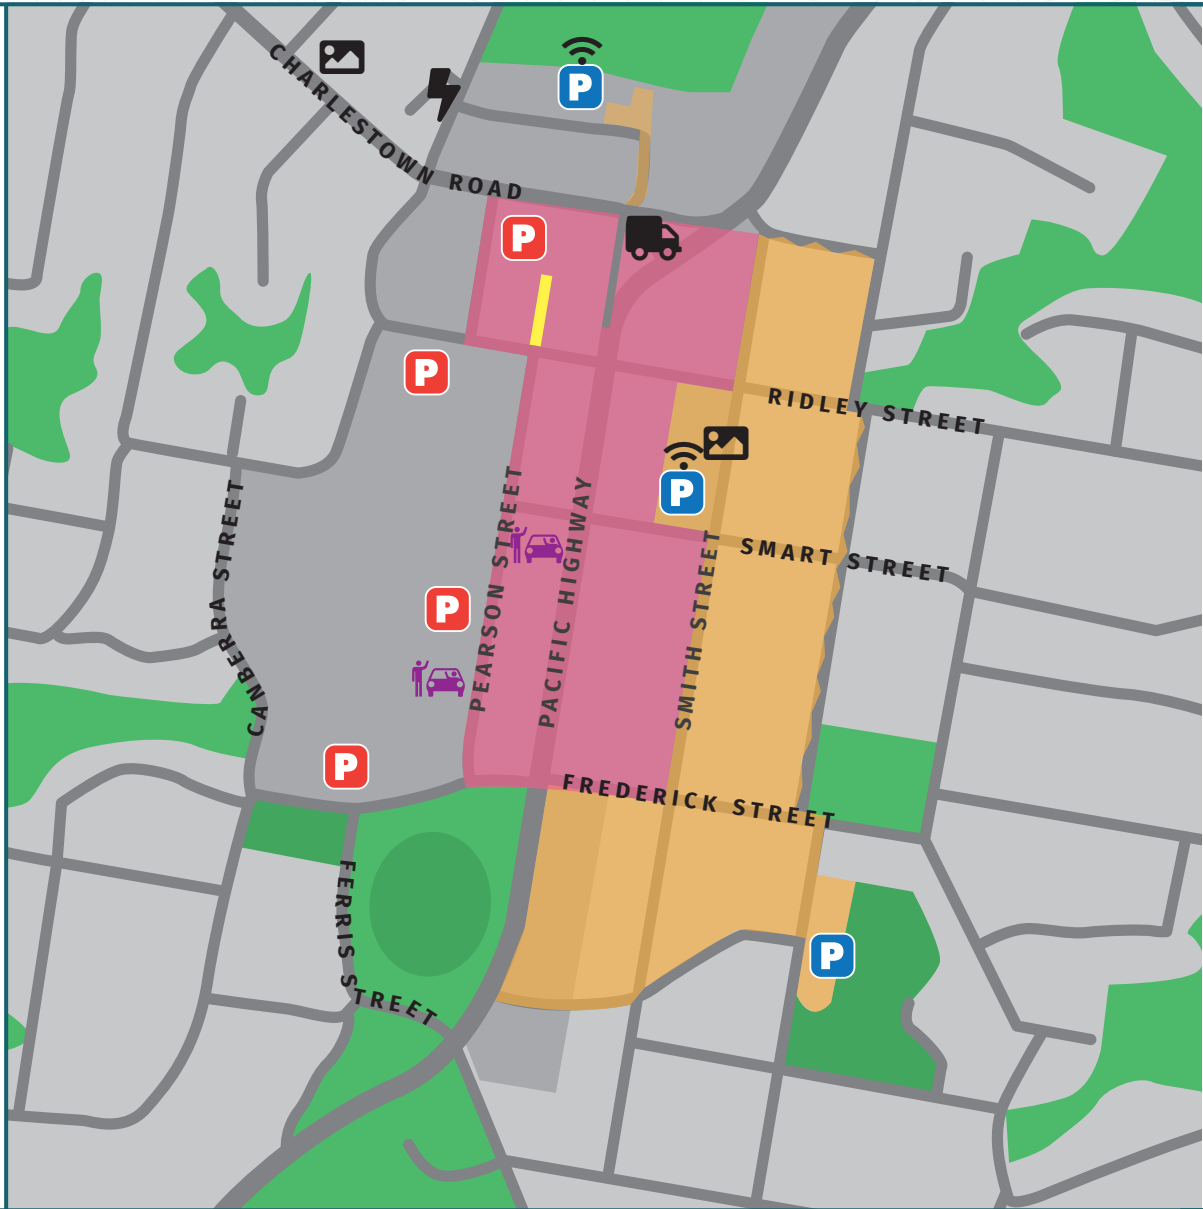 CHARLESTOWN ROAD
P
P
P
RIDLEY STREET
P
SMART STREET
CANBERRA STREET
PEARSON STREET
PACIFIC HIGHWAY
SMITH STREET
P
P
FREDERICK STREET
FERRIS STREET
P